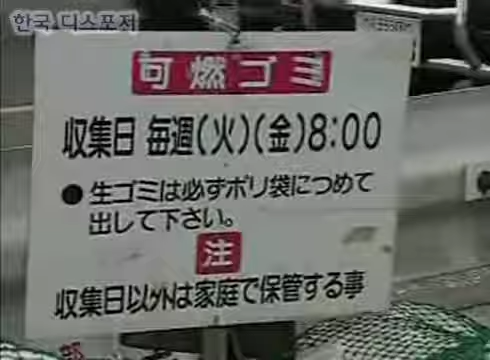 한국 디스포저
可燃ゴミ
収集日 毎週(火)(金)8:00
●生ゴミは必ずポリ袋につめて
出して下さい。
注
収集日以外は家庭で保管する事